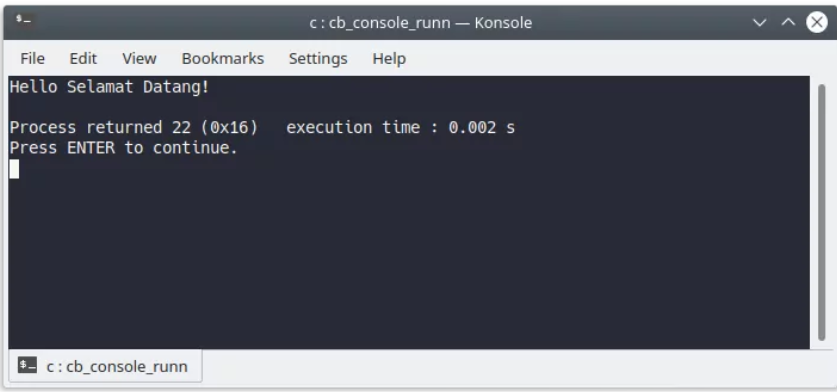 c : cb_console_runn — Konsole
File Edit View Bookmarks Settings Help
Hello Selamat Datang!
Process returned 22 (0x16)   execution time : 0.002 s
Press ENTER to continue.
c : cb_console_runn